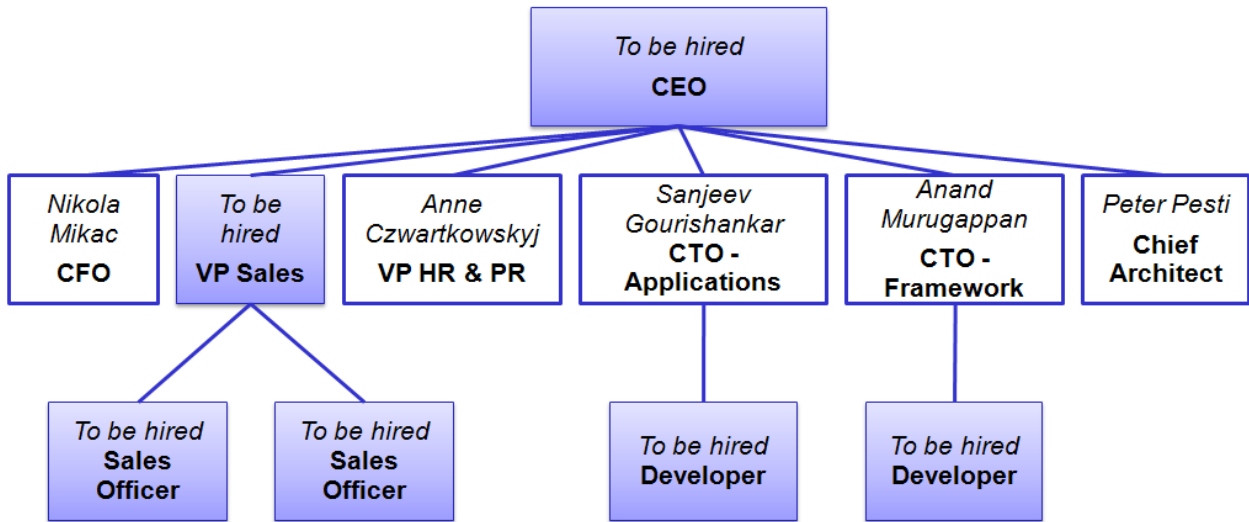 To be hired
CEO
Nikola
Mikac
CFO
To be
hired
VP Sales
Anne
Czwartkowskyj
VP HR & PR
Sanjeev
Gourishankar
CTO -
Applications
Anand
Murugappan
CTO -
Framework
Peter Pesti
Chief
Architect
To be hired
Sales
Officer
To be hired
Sales
Officer
To be hired
Developer
To be hired
Developer